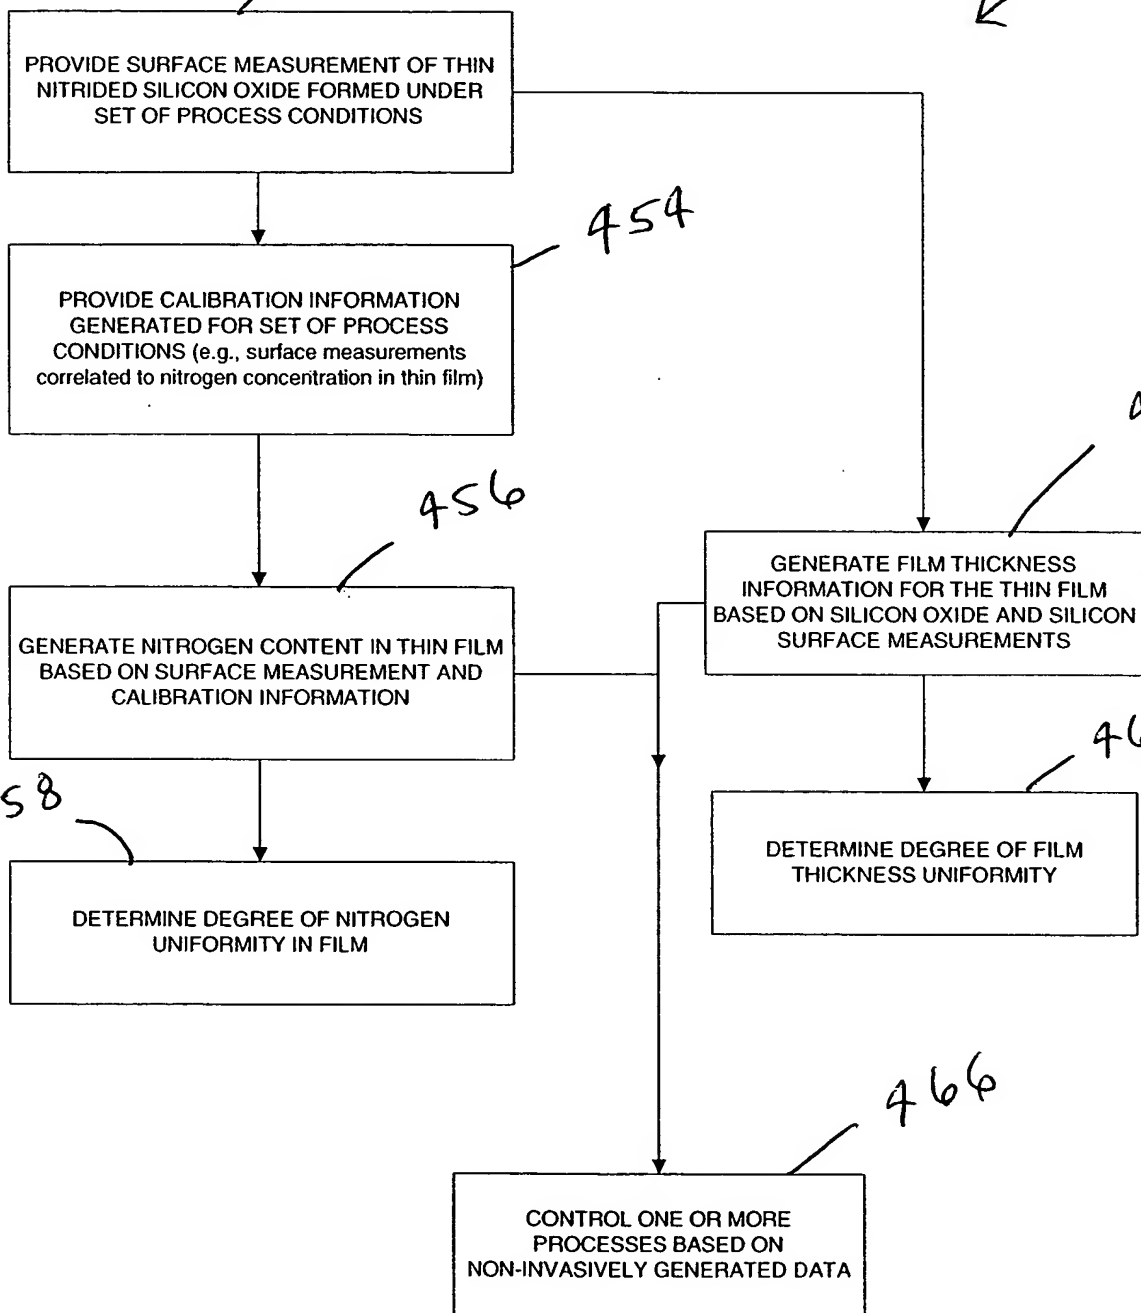 PROVIDE SURFACE MEASUREMENT OF THIN
NITRIDED SILICON OXIDE FORMED UNDER
SET OF PROCESS CONDITIONS
454
PROVIDE CALIBRATION INFORMATION
GENERATED FOR SET OF PROCESS
CONDITIONS (e.g., surface measurements
correlated to nitrogen concentration in thin film)
456
GENERATE NITROGEN CONTENT IN THIN FILM
BASED ON SURFACE MEASUREMENT AND
CALIBRATION INFORMATION
GENERATE FILM THICKNESS
INFORMATION FOR THE THIN FILM
BASED ON SILICON OXIDE AND SILICON
SURFACE MEASUREMENTS
58
DETERMINE DEGREE OF NITROGEN
UNIFORMITY IN FILM
DETERMINE DEGREE OF FILM
THICKNESS UNIFORMITY
466
CONTROL ONE OR MORE
PROCESSES BASED ON
NON-INVASIVELY GENERATED DATA